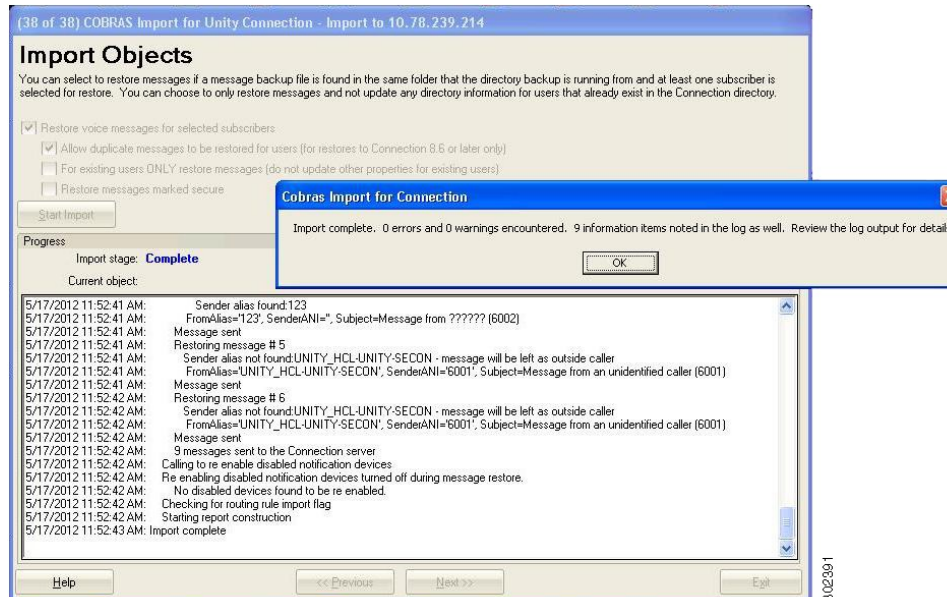 (38 of 38) COBRAS Import for Unity Connection - Import to 10.78.239.214
Import Objects
You can select to restore messages if a message backup file is found in the same folder that the directory backup is running from and at least one subscriber is
selected for restore. You can choose to only restore messages and not update any directory information for users that already exist in the Connection directory.
Restore voice messages for selected subscribers
Allow duplicate messages to be restored for users (for restores to Connection 8.6 or later only)
For existing users ONLY restore messages (do not update other properties for existing users)
Restore messages marked secure
Start Import
Cobras Import for Connection
Import complete. 0 errors and 0 warnings encountered. 9 information items noted in the log as well. Review the log output for details
OK
Progress
Import stage: Complete
Current object:
5/17/2012 11:52:41 AM: Sender alias found:123
5/17/2012 11:52:41 AM: FromAlias='123', SenderANI='', Subject=Message from ?????? (6002)
5/17/2012 11:52:41 AM: Message sent
5/17/2012 11:52:41 AM: Restoring message # 5
5/17/2012 11:52:41 AM: Sender alias not found:UNITY_HCL-UNITY-SECON - message will be left as outside caller
5/17/2012 11:52:41 AM: FromAlias='UNITY_HCL-UNITY-SECON', SenderANI='6001', Subject=Message from an unidentified caller (6001)
5/17/2012 11:52:41 AM: Message sent
5/17/2012 11:52:42 AM: Restoring message # 6
5/17/2012 11:52:42 AM: Sender alias not found:UNITY_HCL-UNITY-SECON - message will be left as outside caller
5/17/2012 11:52:42 AM: FromAlias='UNITY_HCL-UNITY-SECON', SenderANI='6001', Subject=Message from an unidentified caller (6001)
5/17/2012 11:52:42 AM: Message sent
5/17/2012 11:52:42 AM: 9 messages sent to the Connection server
5/17/2012 11:52:42 AM: Calling to re enable disabled notification devices
5/17/2012 11:52:42 AM: Re enabling disabled notification devices turned off during message restore.
5/17/2012 11:52:42 AM: No disabled devices found to be re enabled.
5/17/2012 11:52:42 AM: Checking for routing rule import flag
5/17/2012 11:52:42 AM: Starting report construction
5/17/2012 11:52:43 AM: Import complete
Help
<< Previous
Next >>
Exit
302391